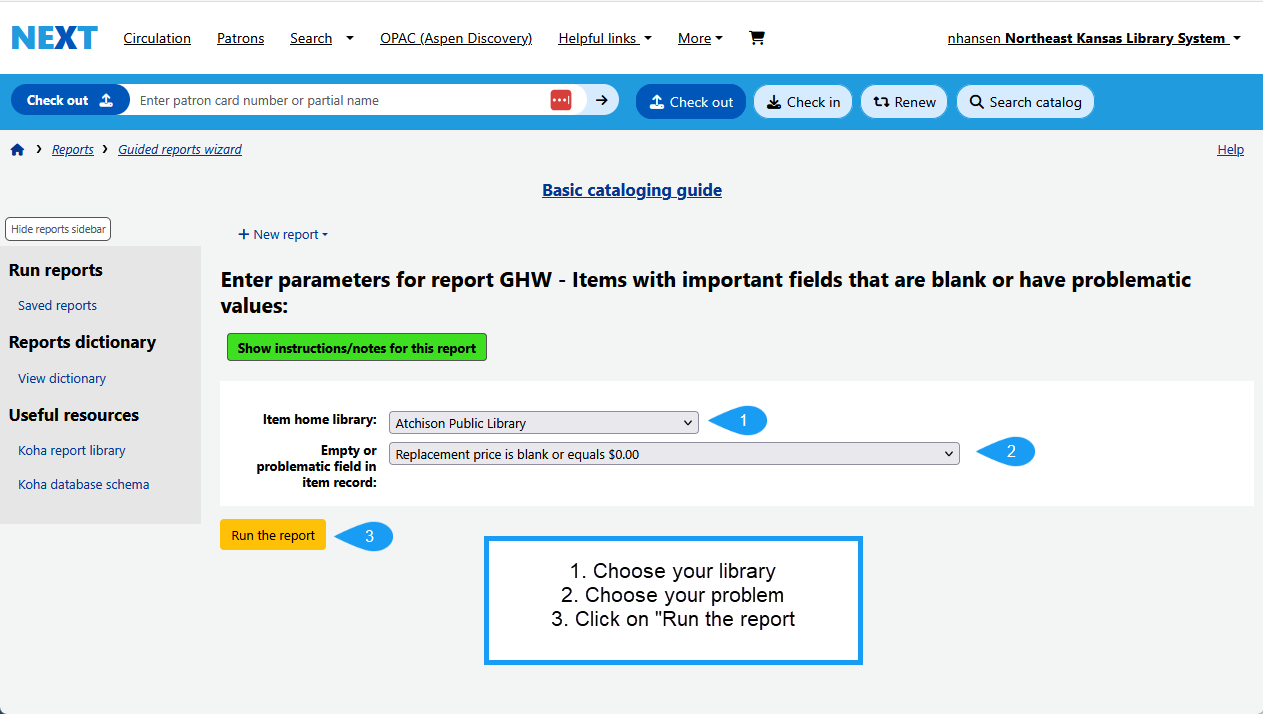 NEXT Circulation Patrons Search OPAC (Aspen Discovery) Helpful links More nhansen Northeast Kansas Library System
Check out Enter patron card number or partial name Check out Check in Renew Search catalog
Reports Guided reports wizard Help
Basic cataloging guide
Hide reports sidebar
+ New report
Run reports
Saved reports
Reports dictionary
View dictionary
Useful resources
Koha report library
Koha database schema
Enter parameters for report GHW - Items with important fields that are blank or have problematic
values:
Show instructions/notes for this report
Item home library: Atchison Public Library 1
Empty or
problematic field in
item record: Replacement price is blank or equals $0.00 2
Run the report 3
1. Choose your library
2. Choose your problem
3. Click on "Run the report